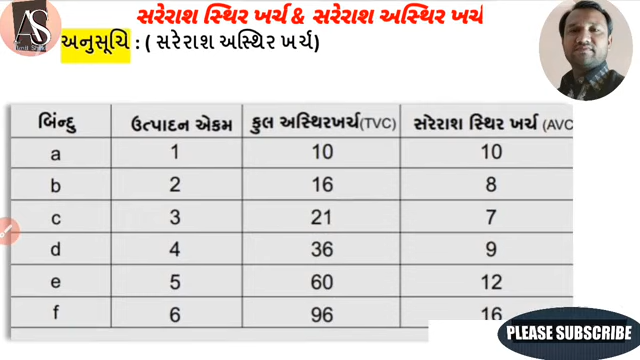 સરેરાશ સ્થિર ખર્ચ & સરેરાશ અસ્થિર ખર્ચ
AS
અનુસૂચિ : ( સરેરાશ અસ્થિર ખર્ચ)
બિંન્દુ ઉત્પાદન એકમ કુલ અસ્થિરખર્ચ(TVC) સરેરાશ સ્થિર ખર્ચ (AVC
a 1 10 10
b 2 16 8
c 3 21 7
d 4 36 9
e 5 60 12
f 6 96 16
PLEASE SUBSCRIBE